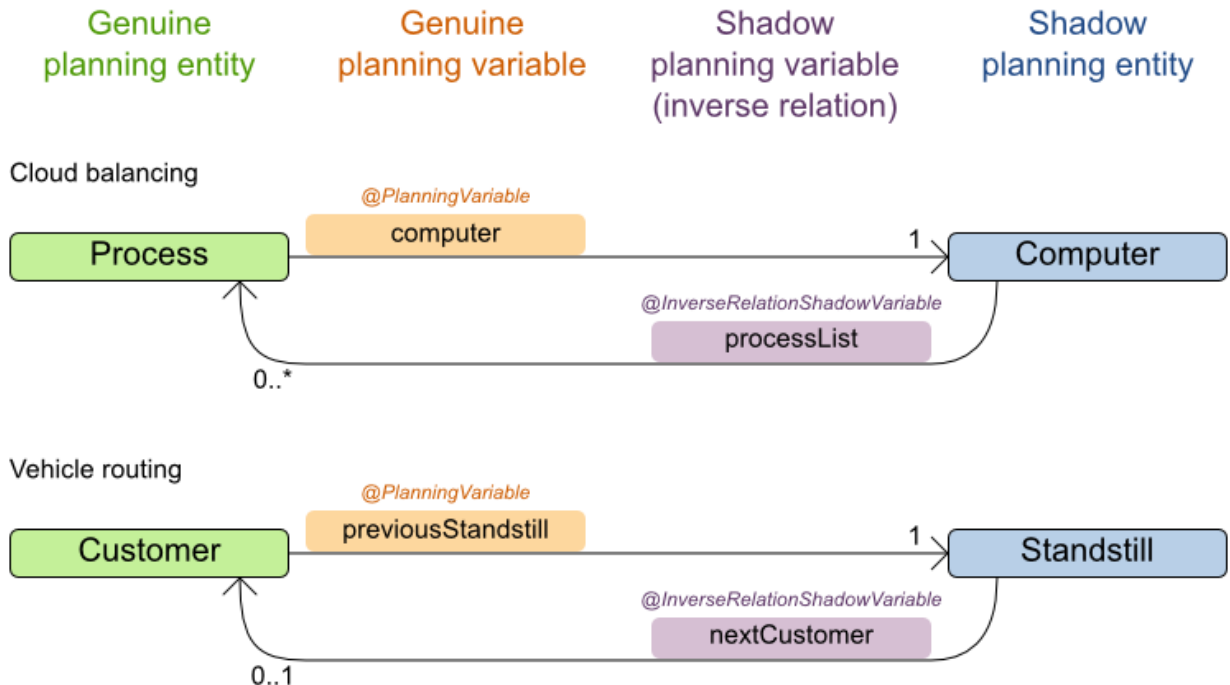 Genuine
planning entity
Genuine
planning variable
Shadow
planning variable
(inverse relation)
Shadow
planning entity
Cloud balancing
@PlanningVariable
computer
Process
1
Computer
@InverseRelationShadowVariable
processList
0..*
Vehicle routing
@PlanningVariable
previousStandstill
Customer
1
Standstill
@InverseRelationShadowVariable
nextCustomer
0..1